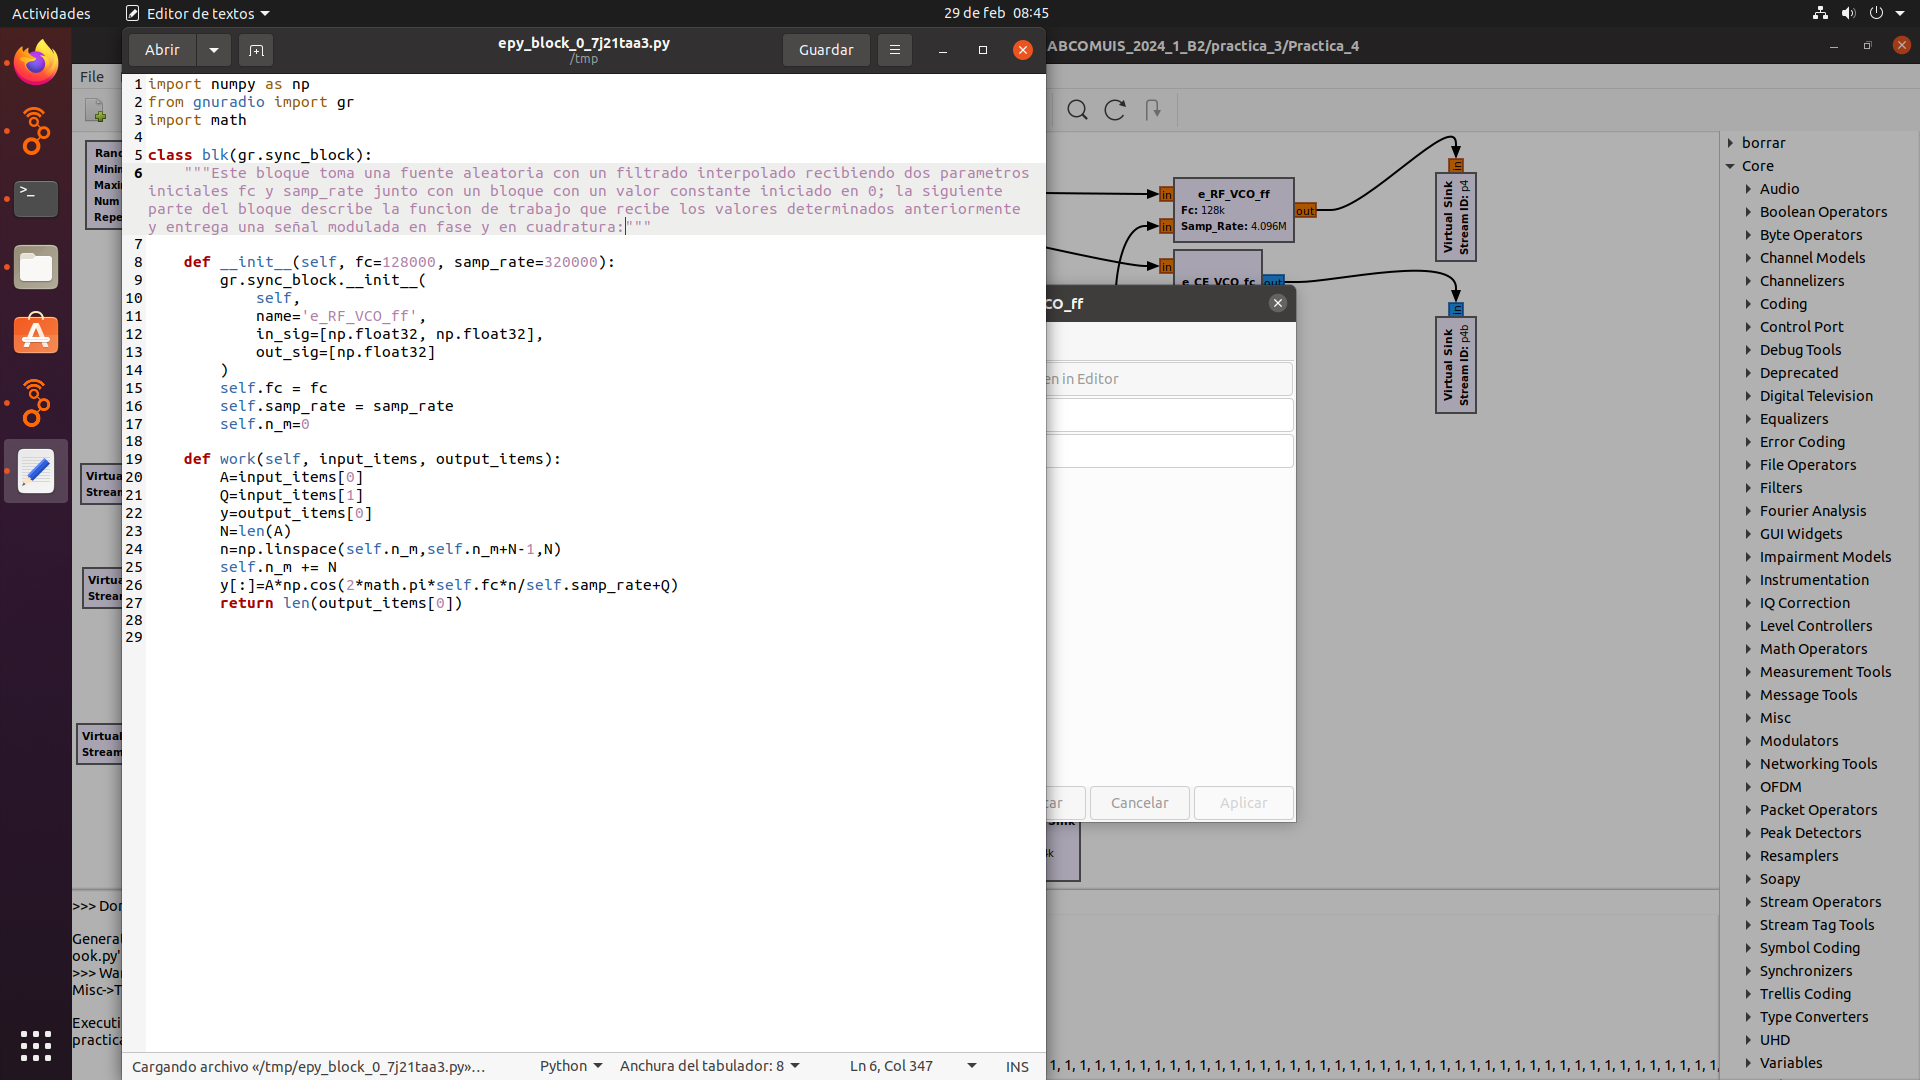 Actividades
Editor de textos
29 de feb 08:45
Abrir
epy_block_0_7j21taa3.py
/tmp
Guardar
ABCOMUIS_2024_1_B2/practica_3/Practica_4
File
1 import numpy as np
2 from gnuradio import gr
3 import math
4
5 class blk(gr.sync_block):
6     """Este bloque toma una fuente aleatoria con un filtrado interpolado recibiendo dos parametros
iniciales fc y samp_rate junto con un bloque con un valor constante iniciado en 0; la siguiente
parte del bloque describe la funcion de trabajo que recibe los valores determinados anteriormente
y entrega una señal modulada en fase y en cuadratura:"""
7
8     def __init__(self, fc=128000, samp_rate=320000):
9         gr.sync_block.__init__(
10             self,
11             name='e_RF_VCO_ff',
12             in_sig=[np.float32, np.float32],
13             out_sig=[np.float32]
14         )
15         self.fc = fc
16         self.samp_rate = samp_rate
17         self.n_m=0
18
19     def work(self, input_items, output_items):
20         A=input_items[0]
21         Q=input_items[1]
22         y=output_items[0]
23         N=len(A)
24         n=np.linspace(self.n_m,self.n_m+N-1,N)
25         self.n_m += N
26         y[:]=A*np.cos(2*math.pi*self.fc*n/self.samp_rate+Q)
27         return len(output_items[0])
28
29
Cargando archivo «/tmp/epy_block_0_7j21taa3.py»…
Python
Anchura del tabulador: 8
Ln 6, Col 347
INS
Rand
Minim
Maxi
Num
Repe
Virtua
Strean
Virtua
Strea
Virtual
Stream
>>> Dor
Generat
ook.py'
>>> War
Misc->T
Executi
practica
in
in
e_RF_VCO_ff
Fc: 128k
Samp_Rate: 4.096M
out
in
e_CE_VCO_fc
out
in
Virtual Sink
Stream ID: p4
in
Virtual Sink
Stream ID: p4b
CO_ff
en in Editor
tar
Cancelar
Aplicar
1, 1, 1, 1, 1, 1, 1, 1, 1, 1, 1, 1, 1, 1, 1, 1, 1, 1, 1, 1, 1, 1, 1, 1, 1, 1, 1, 1, 1, 1, 1, 1, 1, 1, 1, 1, 1, 1, 1, 1, 1, 1, 1, 1, 1,
borrar
Core
Audio
Boolean Operators
Byte Operators
Channel Models
Channelizers
Coding
Control Port
Debug Tools
Deprecated
Digital Television
Equalizers
Error Coding
File Operators
Filters
Fourier Analysis
GUI Widgets
Impairment Models
Instrumentation
IQ Correction
Level Controllers
Math Operators
Measurement Tools
Message Tools
Misc
Modulators
Networking Tools
OFDM
Packet Operators
Peak Detectors
Resamplers
Soapy
Stream Operators
Stream Tag Tools
Symbol Coding
Synchronizers
Trellis Coding
Type Converters
UHD
Variables